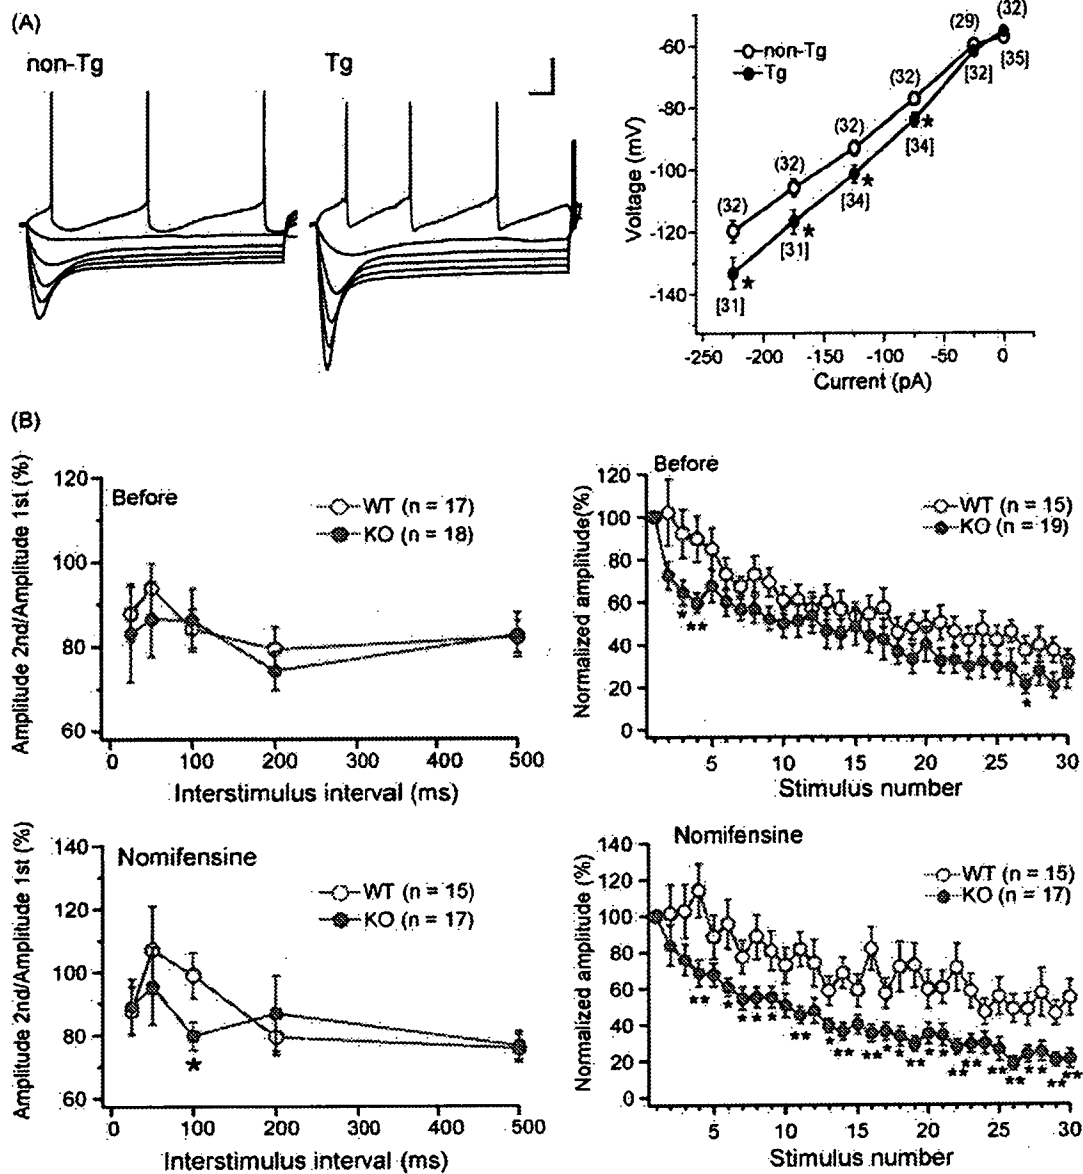 (A)
non-Tg
Tg
non-Tg
Tg
(32)
(29)
(32)
(32)
(32)
(32)
[35]
[32]
[34]
[34]
[31]
[31]
*
*
*
*
-60
-80
-100
-120
-140
Voltage (mV)
-250 -200 -150 -100 -50 0
Current (pA)
(B)
Before
WT (n = 17)
KO (n = 18)
120
100
80
60
Amplitude 2nd/Amplitude 1st (%)
0 100 200 300 400 500
Interstimulus interval (ms)
Before
WT (n = 15)
KO (n = 19)
120
100
80
60
40
20
0
Normalized amplitude(%)
* ** * *
5 10 15 20 25 30
Stimulus number
Nomifensine
WT (n = 15)
KO (n = 17)
140
120
100
80
60
Amplitude 2nd/Amplitude 1st (%)
*
0 100 200 300 400 500
Interstimulus interval (ms)
Nomifensine
WT (n = 15)
KO (n = 17)
140
120
100
80
60
40
20
0
Normalized amplitude (%)
** * * * * * ** * ** ** * * ** * * ** ** ** ** * * ** **
5 10 15 20 25 30
Stimulus number